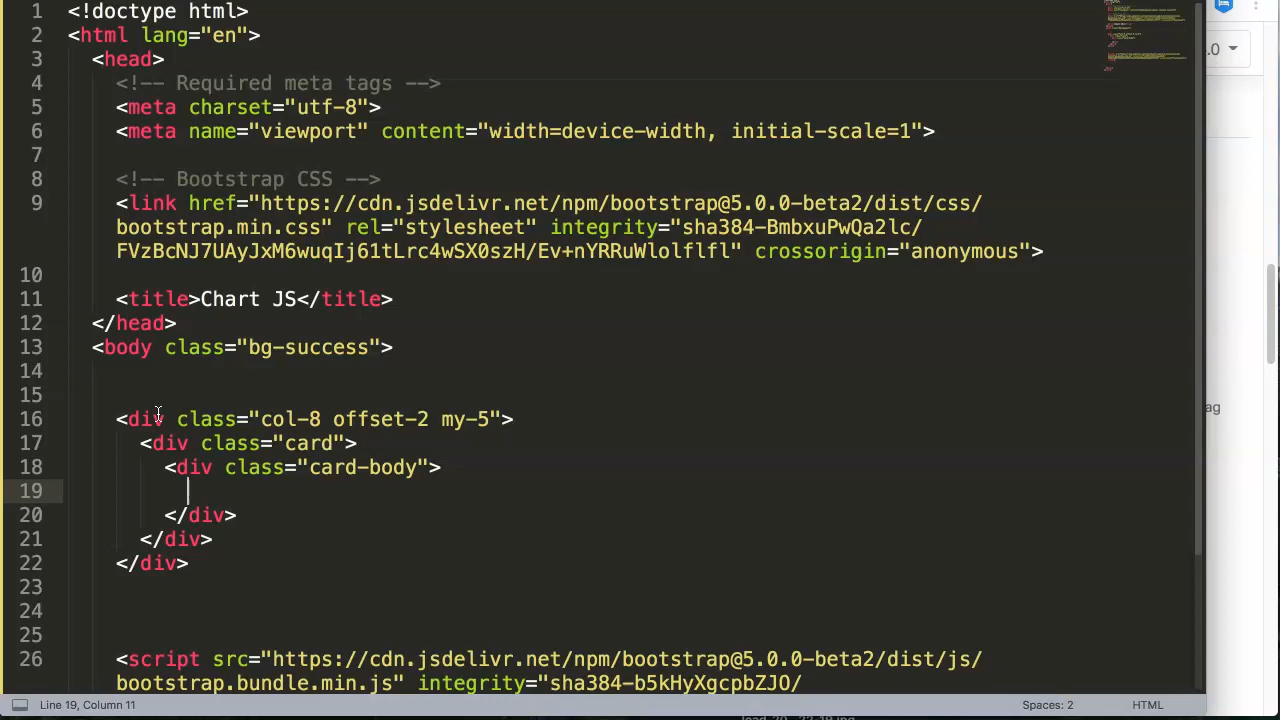 1 <!doctype html>
2 <html lang="en">
3 <head>
4 <!-- Required meta tags -->
5 <meta charset="utf-8">
6 <meta name="viewport" content="width=device-width, initial-scale=1">
7
8 <!-- Bootstrap CSS -->
9 <link href="https://cdn.jsdelivr.net/npm/bootstrap@5.0.0-beta2/dist/css/
bootstrap.min.css" rel="stylesheet" integrity="sha384-BmbxuPwQa2lc/
FVzBcNJ7UAyJxM6wuqIj61tLrc4wSX0szH/Ev+nYRRuWlolflfl" crossorigin="anonymous">
10
11 <title>Chart JS</title>
12 </head>
13 <body class="bg-success">
14
15
16 <div class="col-8 offset-2 my-5">
17 <div class="card">
18 <div class="card-body">
19
20 </div>
21 </div>
22 </div>
23
24
25
26 <script src="https://cdn.jsdelivr.net/npm/bootstrap@5.0.0-beta2/dist/js/
bootstrap.bundle.min.js" integrity="sha384-b5kHyXgcpbZJO/
Line 19, Column 11 Spaces: 2 HTML
.0
ag